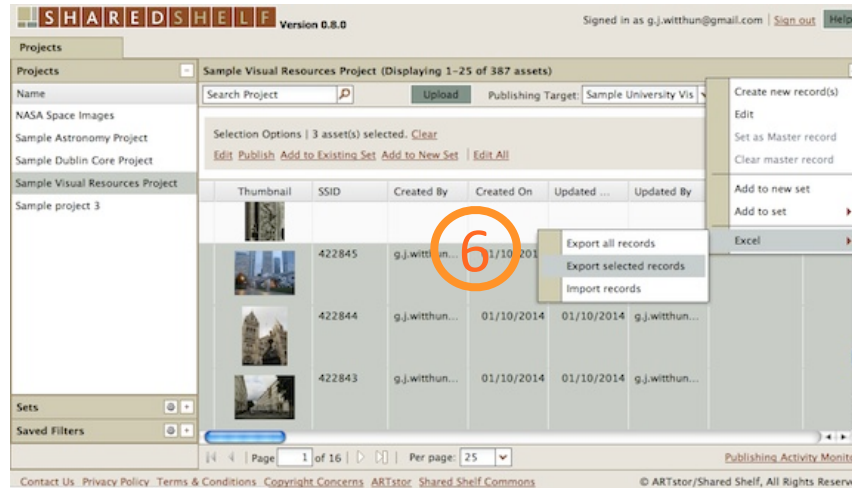 SHAREDSHELF Version 0.8.0
Signed in as g.j.witthun@gmail.com | Sign out Help
Projects
Projects
Name
NASA Space Images
Sample Astronomy Project
Sample Dublin Core Project
Sample Visual Resources Project
Sample project 3
Sets
Saved Filters
Sample Visual Resources Project (Displaying 1-25 of 387 assets)
Search Project Upload Publishing Target: Sample University Vis
Selection Options | 3 asset(s) selected. Clear
Edit Publish Add to Existing Set Add to New Set | Edit All
Thumbnail SSID Created By Created On Updated ... Updated By
422845 g.j.witthun... 01/10/201
422844 g.j.witthun... 01/10/2014 01/10/2014 g.j.witthun...
422843 g.j.witthun... 01/10/2014 01/10/2014 g.j.witthun...
6
Create new record(s)
Edit
Set as Master record
Clear master record
Add to new set
Add to set
Excel
Export all records
Export selected records
Import records
Page 1 of 16 | Per page: 25
Publishing Activity Monito
Contact Us Privacy Policy Terms & Conditions Copyright Concerns ARTstor Shared Shelf Commons
© ARTstor/Shared Shelf, All Rights Reserve